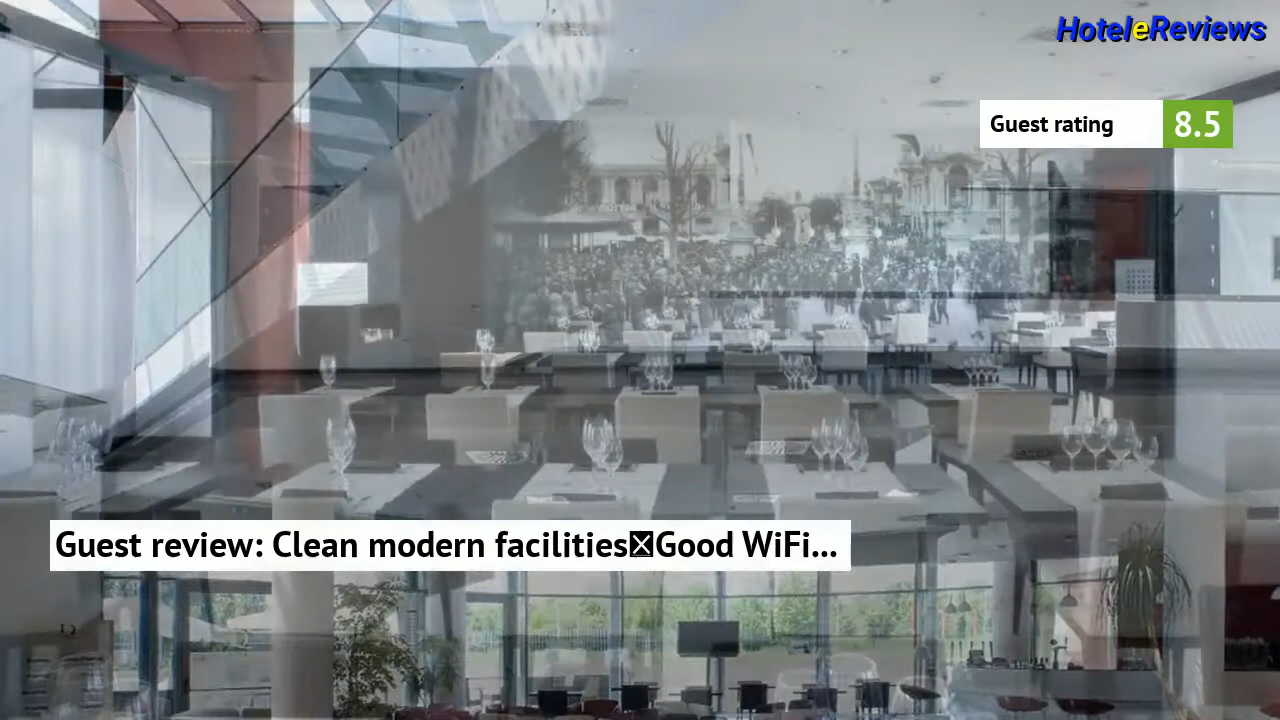 HoteleReviews
Guest rating 8.5
Guest review: Clean modern facilities☒Good WiFi...